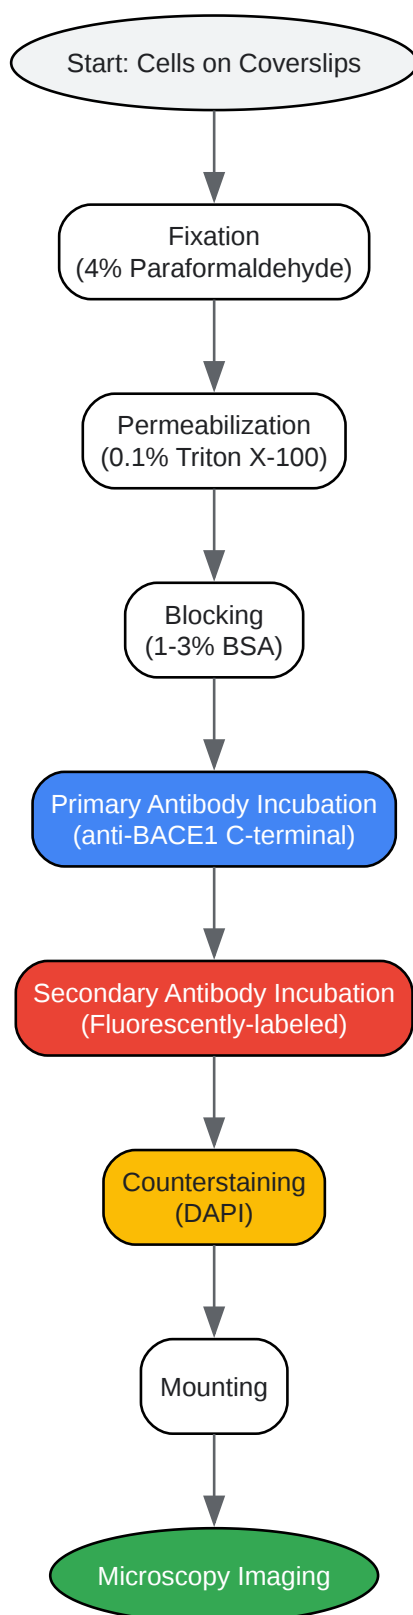 Start: Cells on Coverslips
Fixation
(4% Paraformaldehyde)
Permeabilization
(0.1% Triton X-100)
Blocking
(1-3% BSA)
Primary Antibody Incubation
(anti-BACE1 C-terminal)
Secondary Antibody Incubation
(Fluorescently-labeled)
Counterstaining
(DAPI)
Mounting
Microscopy Imaging